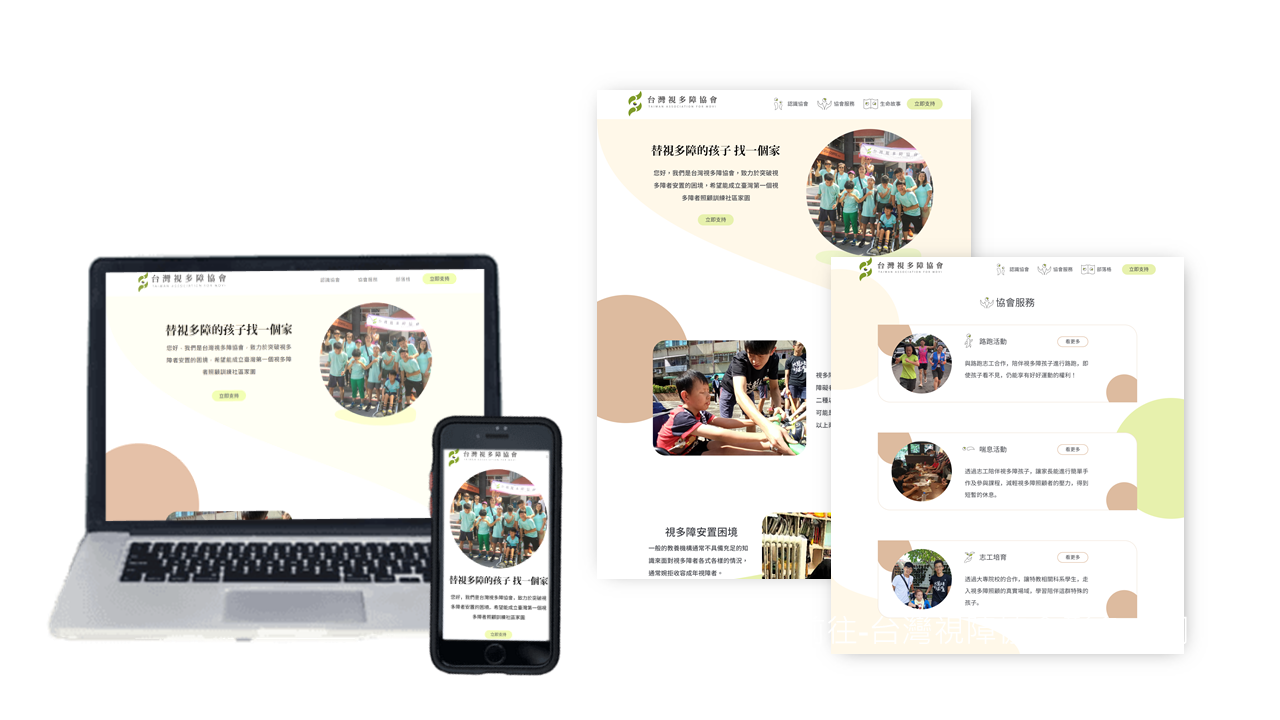 台灣視多障協會
TAIWAN ASSOCIATION FOR MDVI
認識協會
協會服務
部落格
立即支持
替視多障的孩子找一個家
您好，我們是台灣視多障協會，致力於突破視多
障者安置的困境，希望能成立臺灣第一個視多障
者照顧訓練社區家園
立即支持
台灣視多障協會
替視多障的孩子 找一個家
您好，我們是台灣視多障協會，致力於突破視
多障者安置的困境，希望能成立臺灣第一個視
多障者照顧訓練社區家園
立即支持
台灣視多障協會
TAIWAN ASSOCIATION FOR MDVI
認識協會
協會服務
生命故事
立即支持
替視多障的孩子 找一個家
您好，我們是台灣視多障協會，致力於突破視
多障者安置的困境，希望能成立臺灣第一個視
多障者照顧訓練社區家園
立即支持
視多
障礙者
二種以
可能
以上
視多障安置困境
一般的教養機構通常不具備充足的知
識來面對視多障者各式各樣的情況，
通常婉拒收容成年視障者。
台灣視多障協會
TAIWAN ASSOCIATION FOR MDVI
認識協會
協會服務
部落格
立即支持
協會服務
路跑活動
看更多
與路跑志工合作，陪伴視多障孩子進行路跑，即
使孩子看不見，仍能享有好好運動的權利！
喘息活動
看更多
透過志工陪伴視多障孩子，讓家長能進行簡單手
作及參與課程，減輕視多障照顧者的壓力，得到
短暫的休息。
志工培育
看更多
透過大專院校的合作，讓特教相關科系學生，走
入視多障照顧的真實場域，學習陪伴這群特殊的
孩子。
往-台灣視障